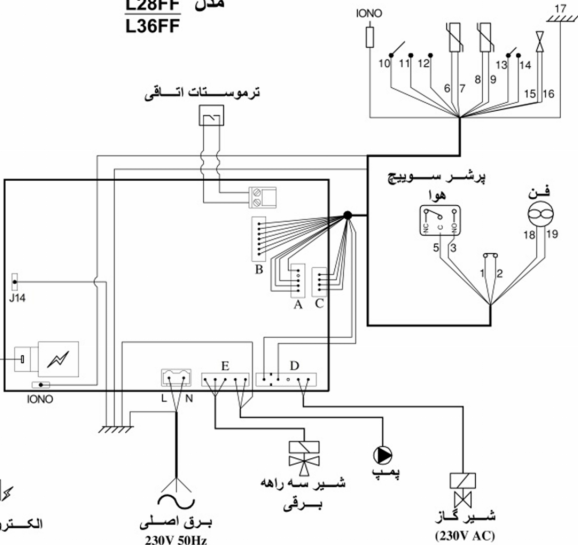 مدل L28FF
L36FF
IONO
17
10 11 12
6 7
8 9
13 14
15 16
ترموستات اتاقی
پرشر سوییچ
هوا
فن
NC C NO
5 3
1 2
18 19
B
A C
J14
IONO
L N
E
D
شیر سه راهه
برقی
پمپ
شیر گاز
(230V AC)
برق اصلی
230V 50Hz